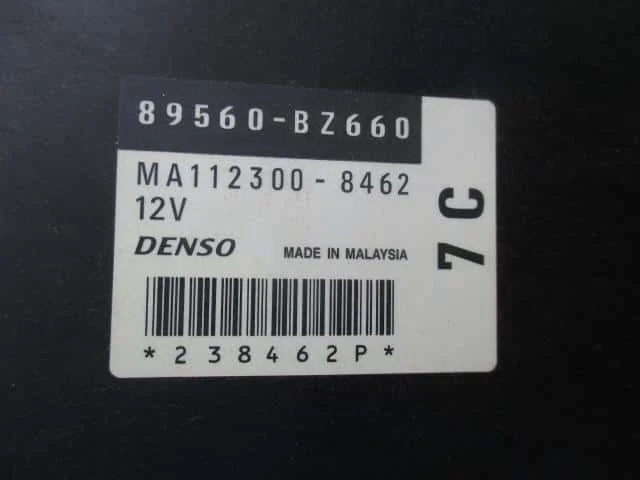 89560-BZ660
MA112300-8462
12V
DENSO MADE IN MALAYSIA
*238462P*
7C